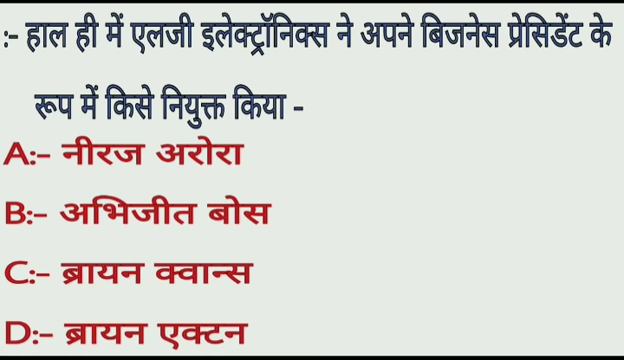 :- हाल ही में एलजी इलेक्ट्रॉनिक्स ने अपने बिजनेस प्रेसिडेंट के
रूप में किसे नियुक्त किया -
A:- नीरज अरोरा
B:- अभिजीत बोस
C:- ब्रायन क्वान्स
D:- ब्रायन एक्टन